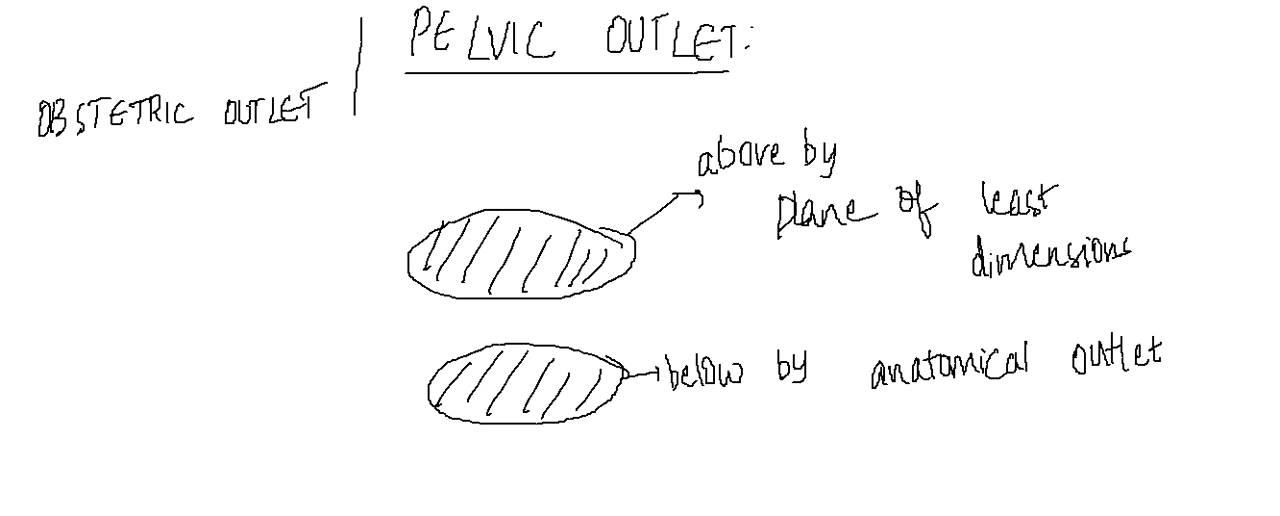 PELVIC OUTLET:
OBSTETRIC OUTLET
above by
plane of least
dimensions
below by anatomical outlet